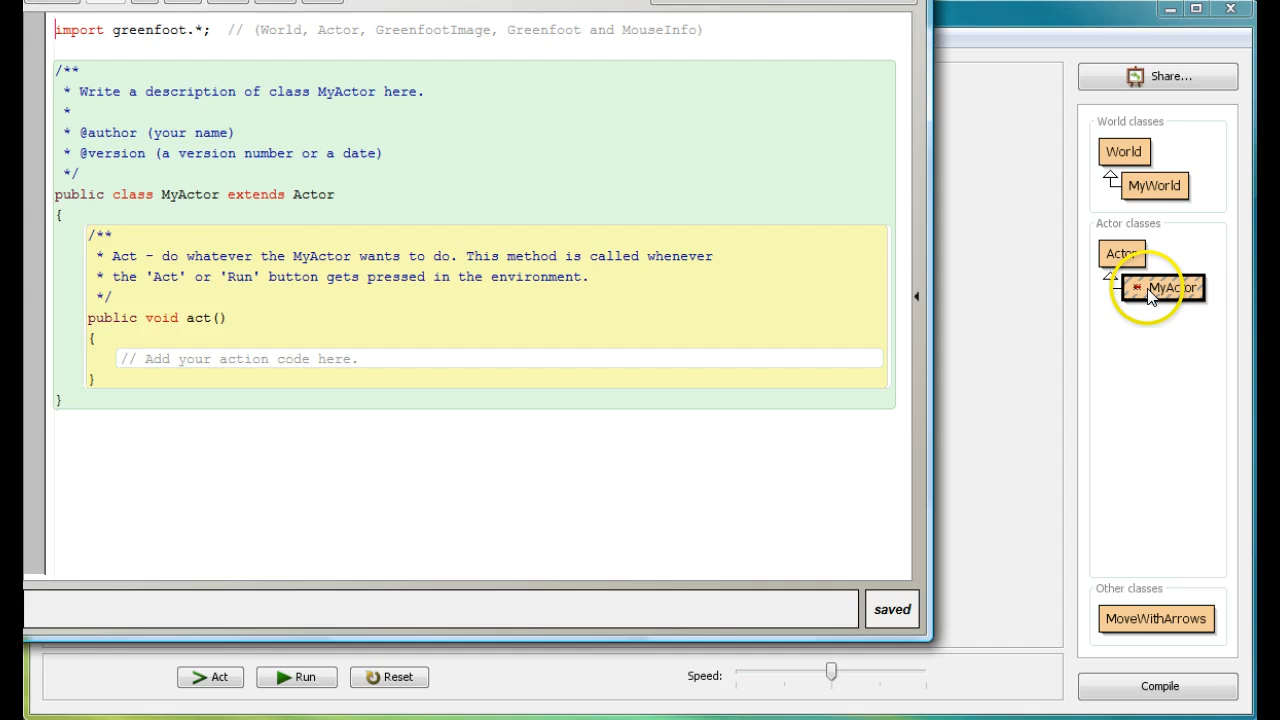 import greenfoot.*;  // (World, Actor, GreenfootImage, Greenfoot and MouseInfo)
/**
* Write a description of class MyActor here.
*
* @author (your name)
* @version (a version number or a date)
*/
public class MyActor extends Actor
{
/**
* Act - do whatever the MyActor wants to do. This method is called whenever
* the 'Act' or 'Run' button gets pressed in the environment.
*/
public void act()
{
// Add your action code here.
}
}
saved
Share...
World classes
World
MyWorld
Actor classes
Actor
MyActor
Other classes
MoveWithArrows
Act
Run
Reset
Speed:
Compile